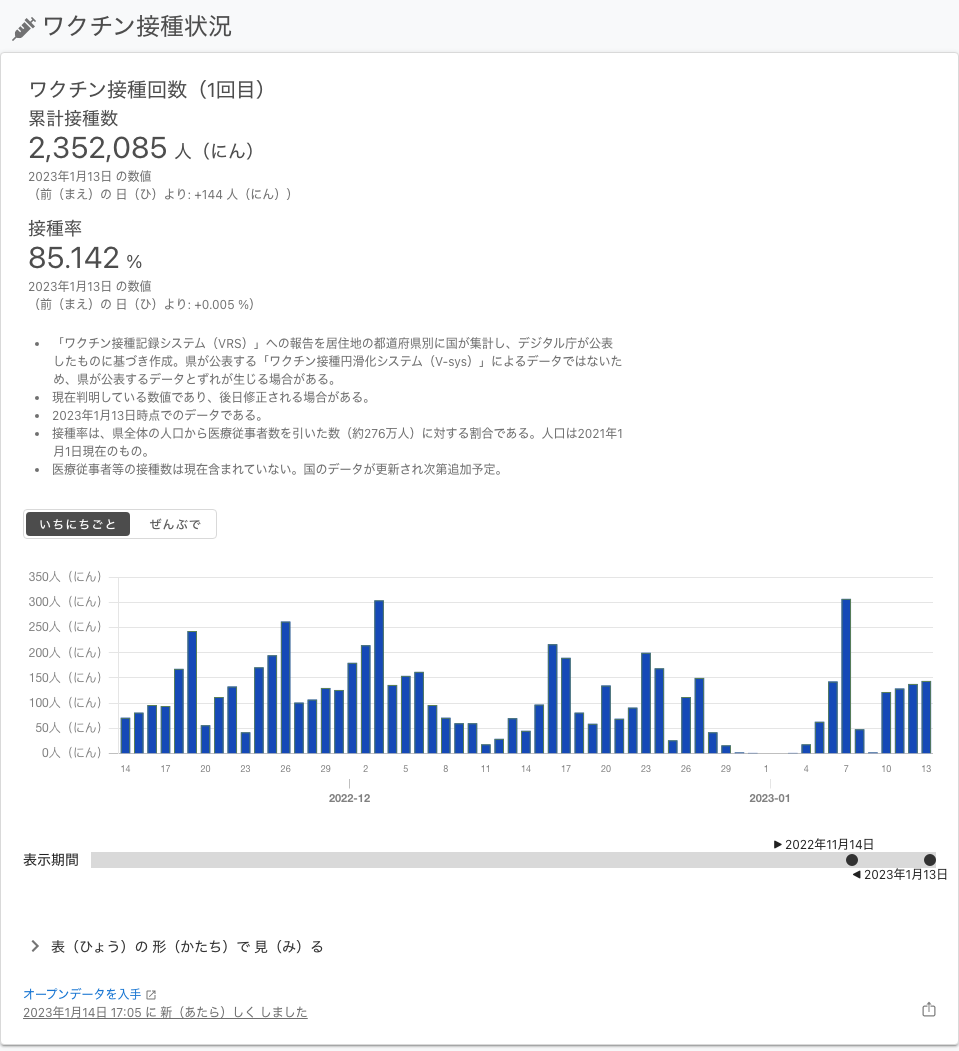 ワクチン接種状況
ワクチン接種回数（1回目）
累計接種数
2,352,085 人（にん）
2023年1月13日 の数値
（前（まえ）の 日（ひ）より: +144 人（にん））
接種率
85.142 %
2023年1月13日 の数値
（前（まえ）の 日（ひ）より: +0.005 %）
「ワクチン接種記録システム（VRS）」への報告を居住地の都道府県別に国が集計し、デジタル庁が公表
したものに基づき作成。県が公表する「ワクチン接種円滑化システム（V-sys）」によるデータではないた
め、県が公表するデータとずれが生じる場合がある。
現在判明している数値であり、後日修正される場合がある。
2023年1月13日時点でのデータである。
接種率は、県全体の人口から医療従事者数を引いた数（約276万人）に対する割合である。人口は2021年1
月1日現在のもの。
医療従事者等の接種数は現在含まれていない。国のデータが更新され次第追加予定。
いちにちごと ぜんぶで
350人（にん）
300人（にん）
250人（にん）
200人（にん）
150人（にん）
100人（にん）
50人（にん）
0人（にん）
14 17 20 23 26 29 2 5 8 11 14 17 20 23 26 29 1 4 7 10 13
2022-12 2023-01
▶ 2022年11月14日
表示期間
◀ 2023年1月13日
表（ひょう）の 形（かたち）で 見（み）る
オープンデータを入手
2023年1月14日 17:05 に 新（あたら）しく しました